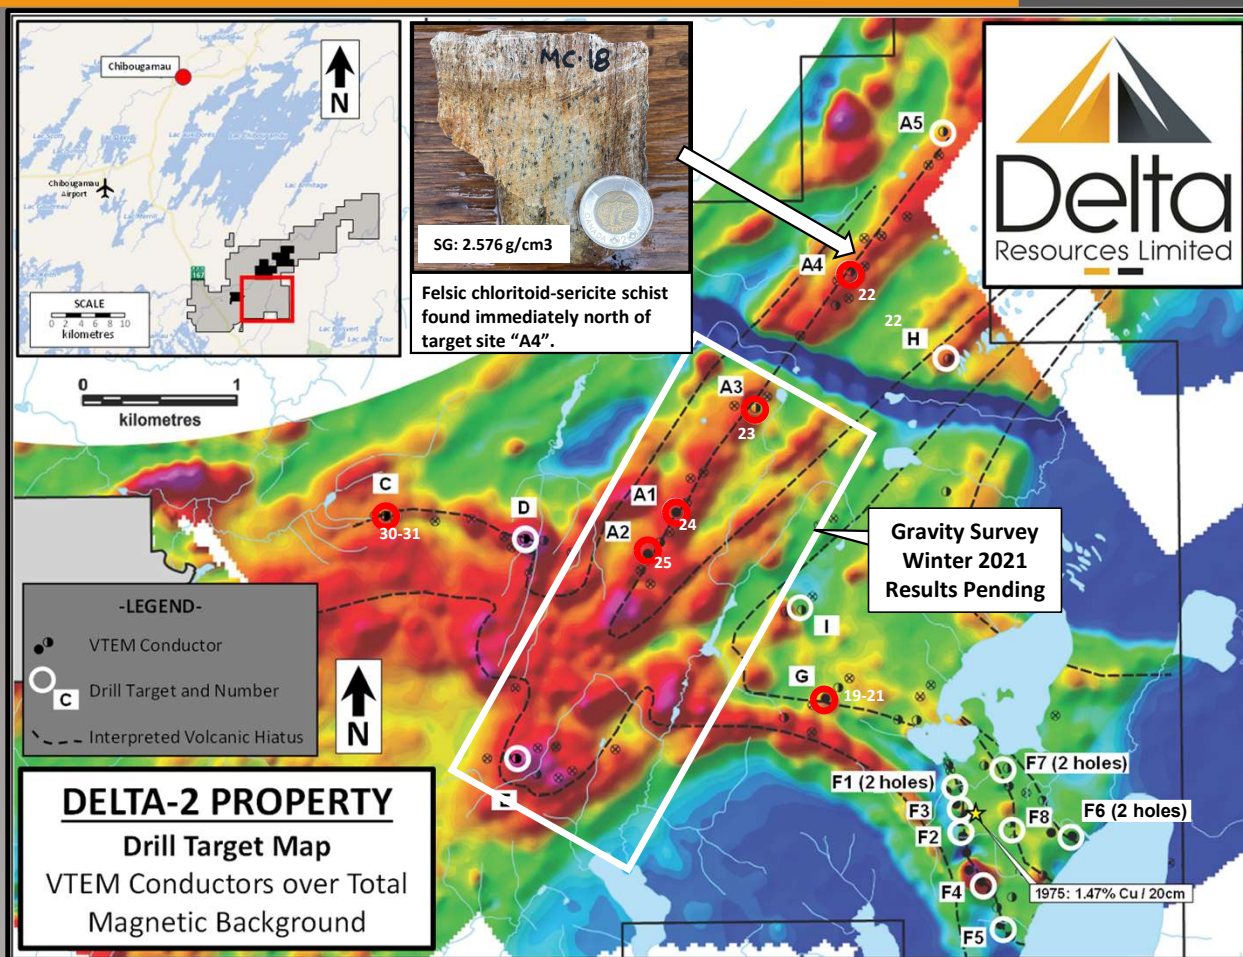 Chibougamau
N
Lac Armitage
Chibougamau
Airport
Lac Merrill
167
SCALE
0 2 4 6 8 10
kilometres
MC-18
SG: 2.576 g/cm3
Felsic chloritoid-sericite schist
found immediately north of
target site “A4”.
Delta
Resources Limited
0 1
kilometres
A5
A4
22
22
H
A3
23
C
30-31
D
A1
24
A2
25
Gravity Survey
Winter 2021
Results Pending
I
G
19-21
-LEGEND-
VTEM Conductor
C
Drill Target and Number
Interpreted Volcanic Hiatus
N
F7 (2 holes)
F1 (2 holes)
F3
F8
F6 (2 holes)
F2
F4
1975: 1.47% Cu / 20cm
F5
DELTA-2 PROPERTY
Drill Target Map
VTEM Conductors over Total
Magnetic Background